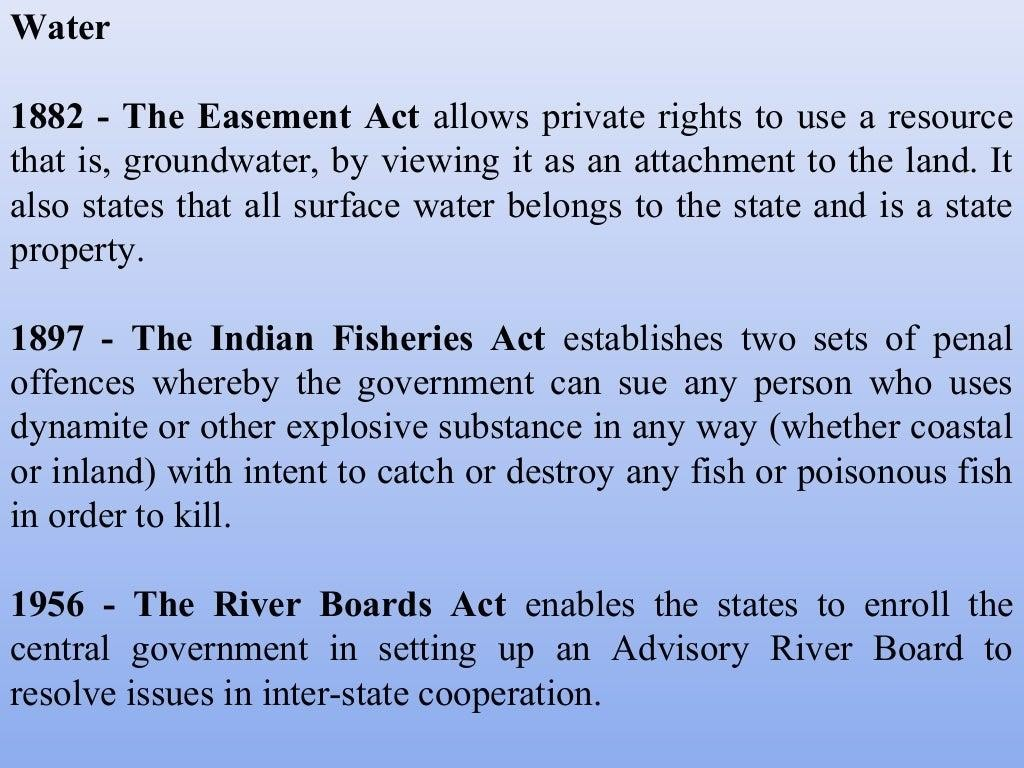 Water
1882 - The Easement Act allows private rights to use a resource
that is, groundwater, by viewing it as an attachment to the land. It
also states that all surface water belongs to the state and is a state
property.
1897 - The Indian Fisheries Act establishes two sets of penal
offences whereby the government can sue any person who uses
dynamite or other explosive substance in any way (whether coastal
or inland) with intent to catch or destroy any fish or poisonous fish
in order to kill.
1956 - The River Boards Act enables the states to enroll the
central government in setting up an Advisory River Board to
resolve issues in inter-state cooperation.